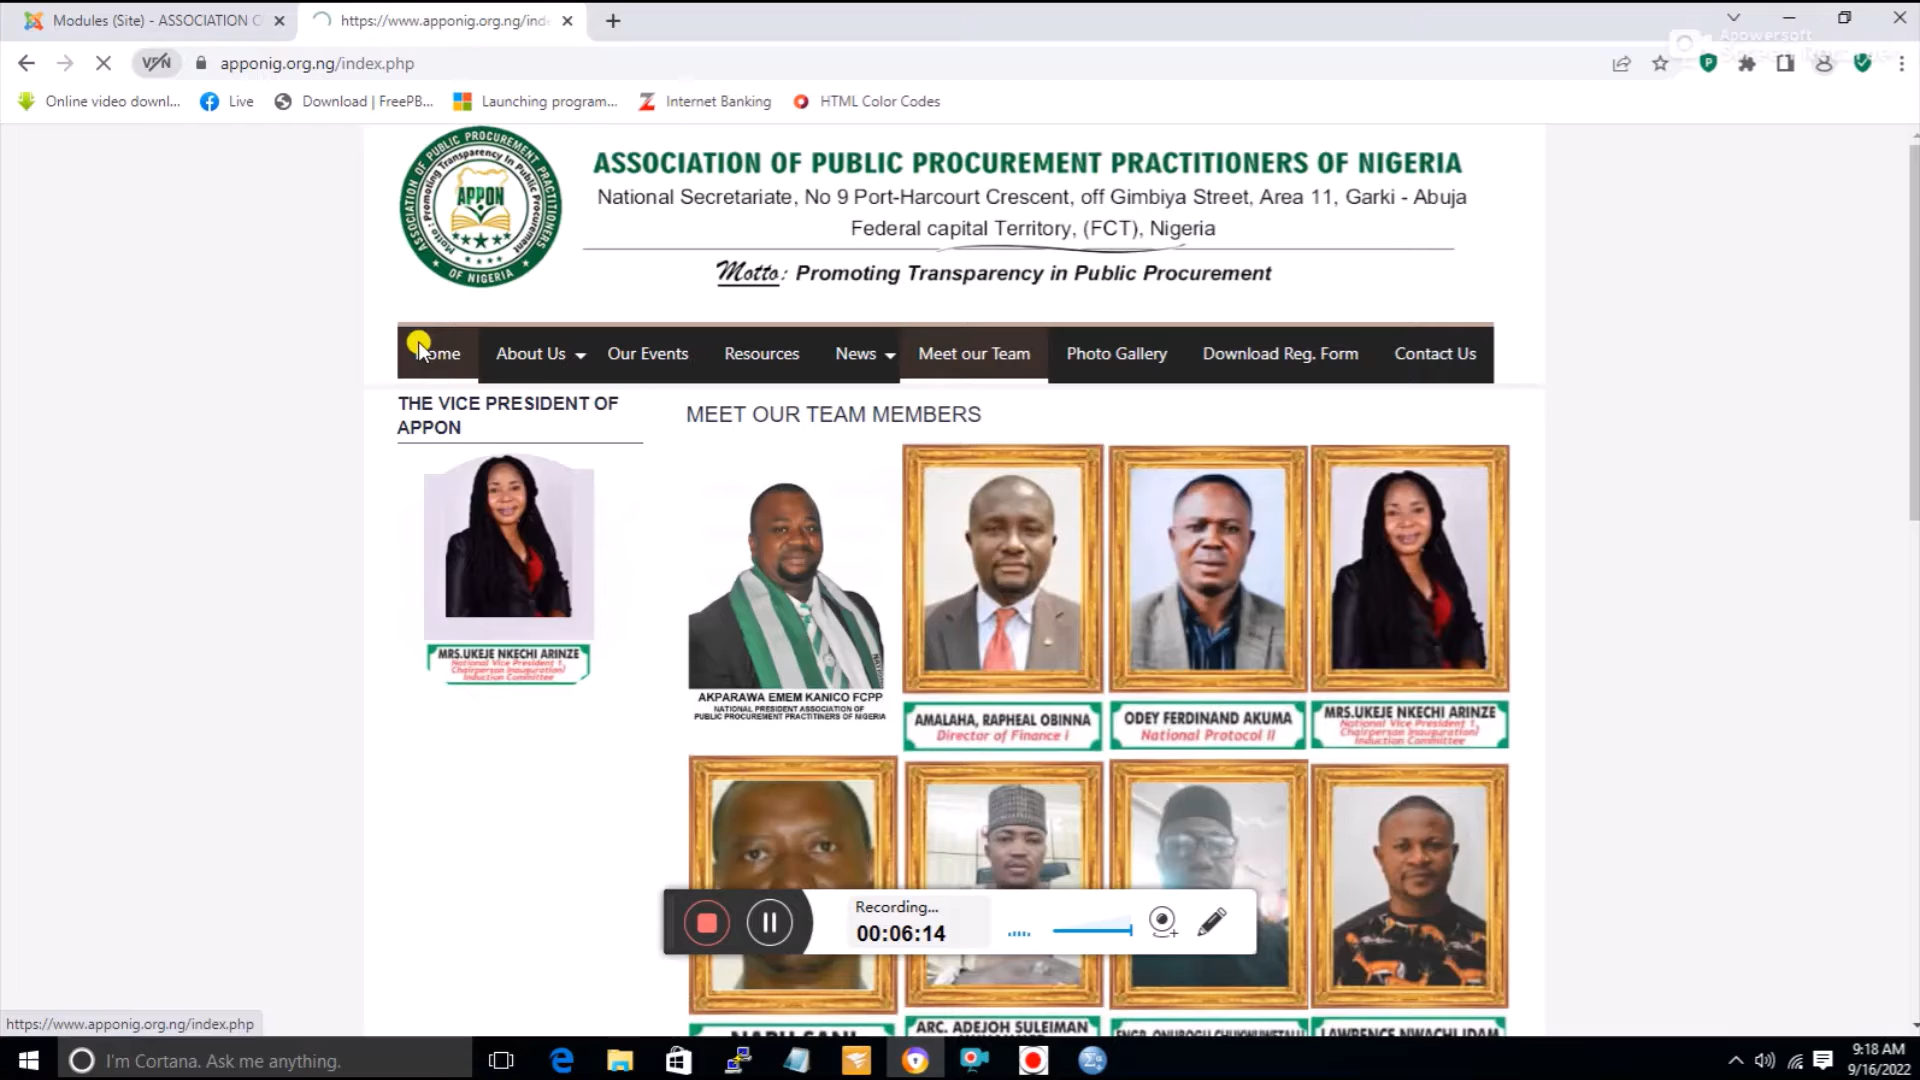 Modules (Site) - ASSOCIATION O
https://www.apponig.org.ng/inde
Apowersoft
VPN
apponig.org.ng/index.php
Online video downl...
Live
Download | FreePB...
Launching program...
Internet Banking
HTML Color Codes
ASSOCIATION OF PUBLIC PROCUREMENT PRACTITIONERS OF NIGERIA
Motto: Promoting Transparency In Public Procurement
APPON
ASSOCIATION OF PUBLIC PROCUREMENT PRACTITIONERS OF NIGERIA
National Secretariate, No 9 Port-Harcourt Crescent, off Gimbiya Street, Area 11, Garki - Abuja
Federal capital Territory, (FCT), Nigeria
Motto: Promoting Transparency in Public Procurement
Home About Us Our Events Resources News Meet our Team Photo Gallery Download Reg. Form Contact Us
THE VICE PRESIDENT OF
APPON
MRS.UKEJE NKECHI ARINZE
National Vice President 1,
Chairperson Inauguration/
Induction Committee
MEET OUR TEAM MEMBERS
AKPARAWA EMEM KANICO FCPP
NATIONAL PRESIDENT ASSOCIATION OF
PUBLIC PROCUREMENT PRACTITINERS OF NIGERIA
AMALAHA, RAPHEAL OBINNA
Director of Finance I
ODEY FERDINAND AKUMA
National Protocol II
MRS.UKEJE NKECHI ARINZE
National Vice President 1,
Chairperson Inauguration/
Induction Committee
ARC. ADEJOH SULEIMAN
LAWRENCE NWACHI IDAM
Recording...
00:06:14
https://www.apponig.org.ng/index.php
I'm Cortana. Ask me anything.
9:18 AM
9/16/2022